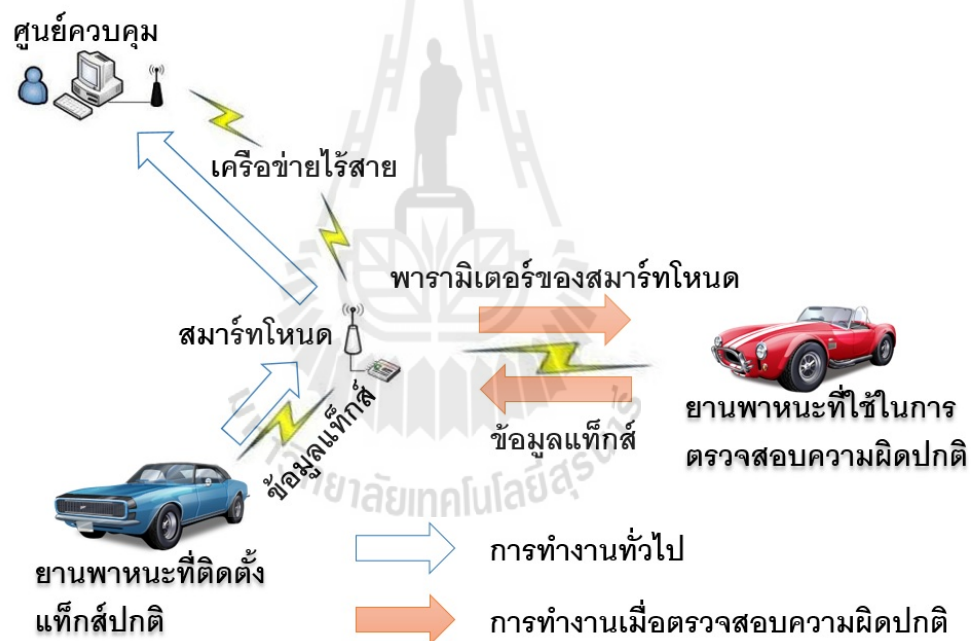 ศูนย์ควบคุม
เครือข่ายไร้สาย
พารามิเตอร์ของสมาร์ทโหนด
สมาร์ทโหนด
ข้อมูลแท็กส์
ข้อมูลแท็กส์
ยานพาหนะที่ใช้ในการ
ตรวจสอบความผิดปกติ
ยานพาหนะที่ติดตั้ง
แท็กส์ปกติ
การทำงานทั่วไป
การทำงานเมื่อตรวจสอบความผิดปกติ